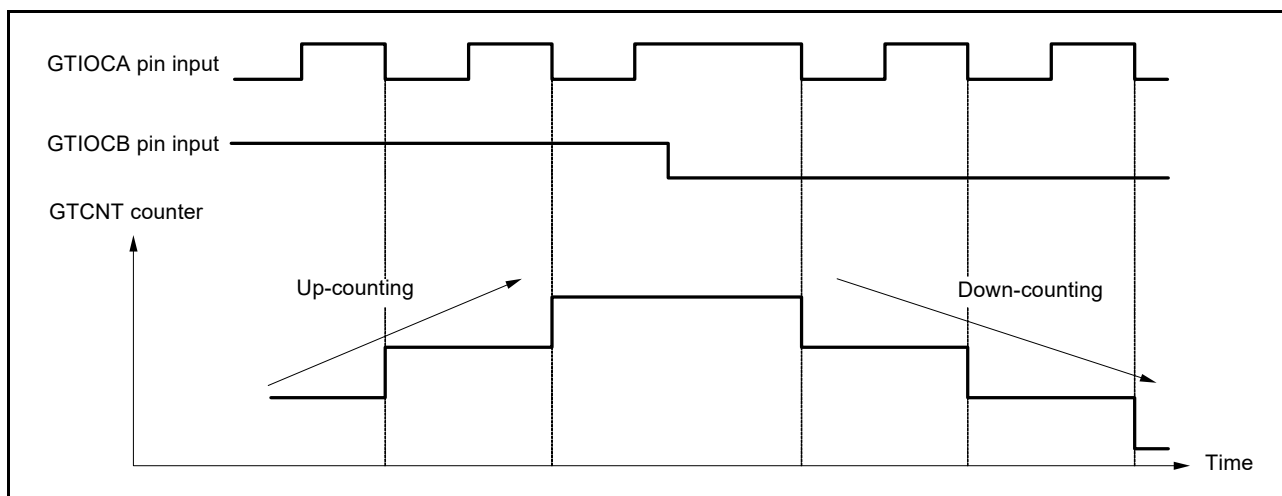 GTIOCA pin input
GTIOCB pin input
GTCNT counter
Up-counting
Down-counting
Time